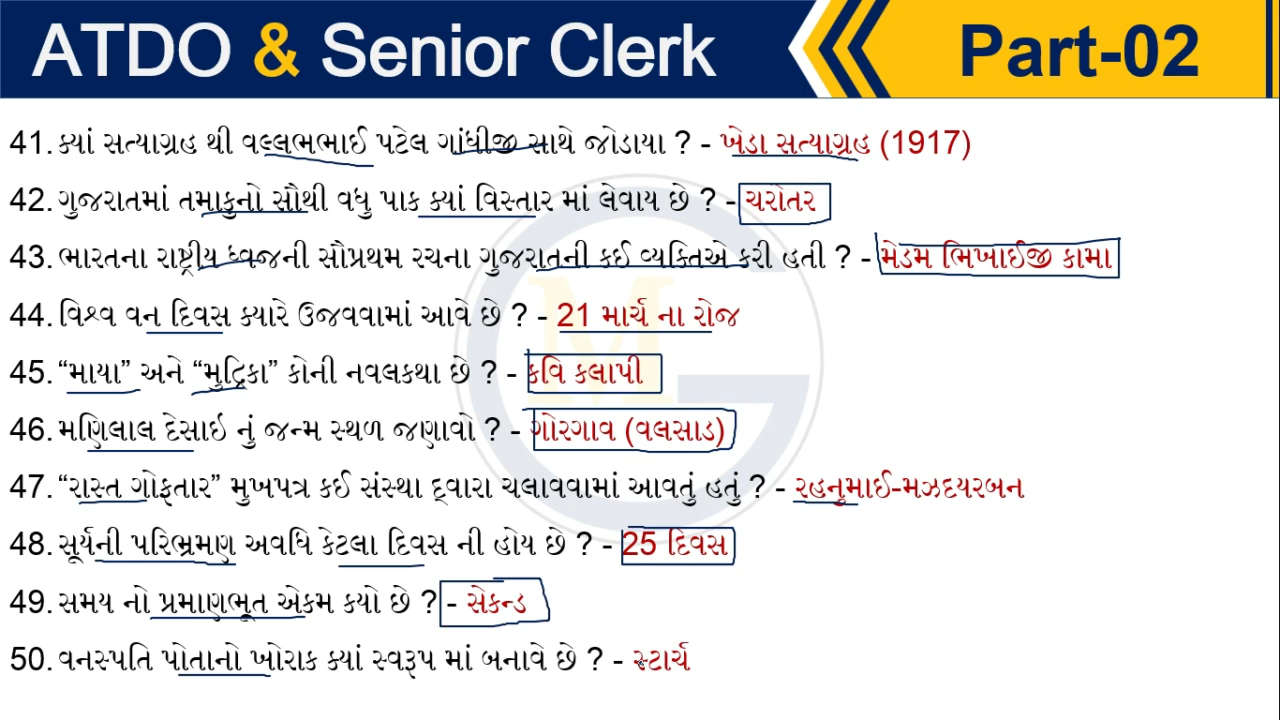 ATDO & Senior Clerk
Part-02
41. ક્યાં સત્યાગ્રહ થી વલ્લભભાઈ પટેલ ગાંધીજી સાથે જોડાયા ? - ખેડા સત્યાગ્રહ (1917)
42. ગુજરાતમાં તમાકુનો સૌથી વધુ પાક ક્યાં વિસ્તાર માં લેવાય છે ? - ચરોતર
43. ભારતના રાષ્ટ્રીય ધ્વજની સૌપ્રથમ રચના ગુજરાતની કઈ વ્યક્તિએ કરી હતી ? - મેડમ ભિખાઈજી કામા
44. વિશ્વ વન દિવસ ક્યારે ઉજવવામાં આવે છે ? - 21 માર્ચ ના રોજ
45. “માયા” અને “મુદ્રિકા” કોની નવલકથા છે ? - કવિ કલાપી
46. મણિલાલ દેસાઇ નું જન્મ સ્થળ જણાવો ? - ગોરગાવ (વલસાડ)
47. “રાસ્ત ગોફતાર” મુખપત્ર કઈ સંસ્થા દ્વારા ચલાવવામાં આવતું હતું ? - રહનુમાઈ-મઝદયરબન
48. સૂર્યની પરિભ્રમણ અવધિ કેટલા દિવસ ની હોય છે ? - 25 દિવસ
49. સમય નો પ્રમાણભૂત એકમ કયો છે ? - સેકન્ડ
50. વનસ્પતિ પોતાનો ખોરાક ક્યાં સ્વરૂપ માં બનાવે છે ? - સ્ટાર્ચ